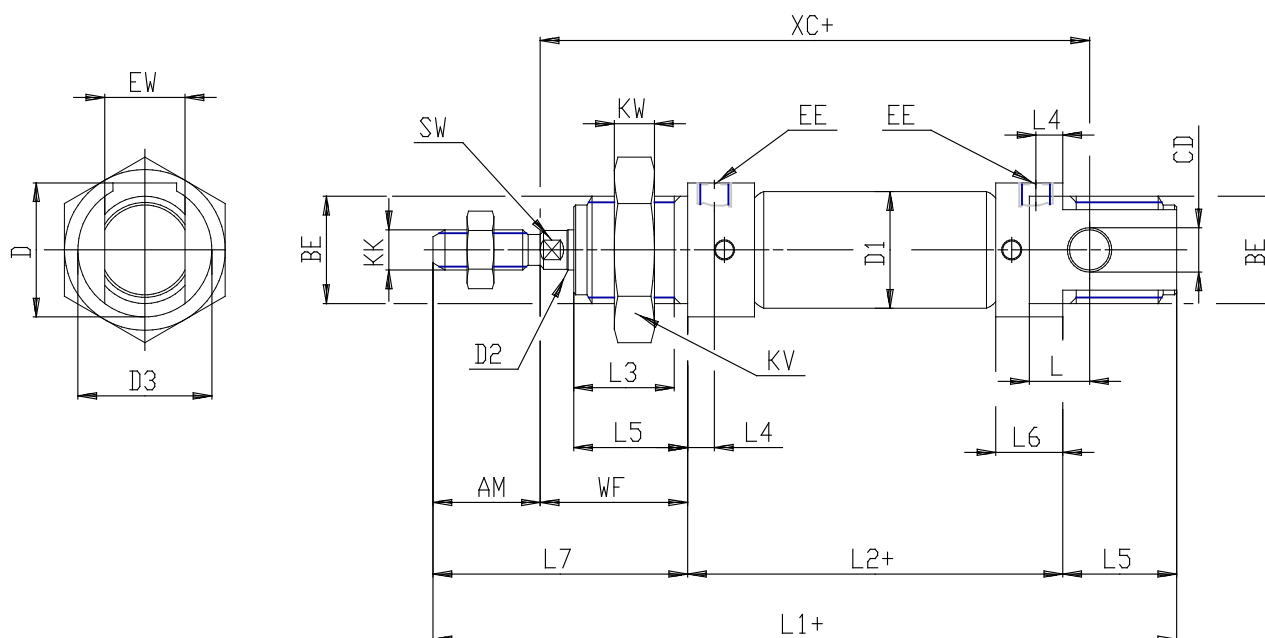 XC+
EW
KW
EE
EE
L4
SW
CD
D
BE
KK
D1
BE
D2
L3
KV
L
D3
L5
L4
L6
AM
WF
L7
L2+
L5
L1+